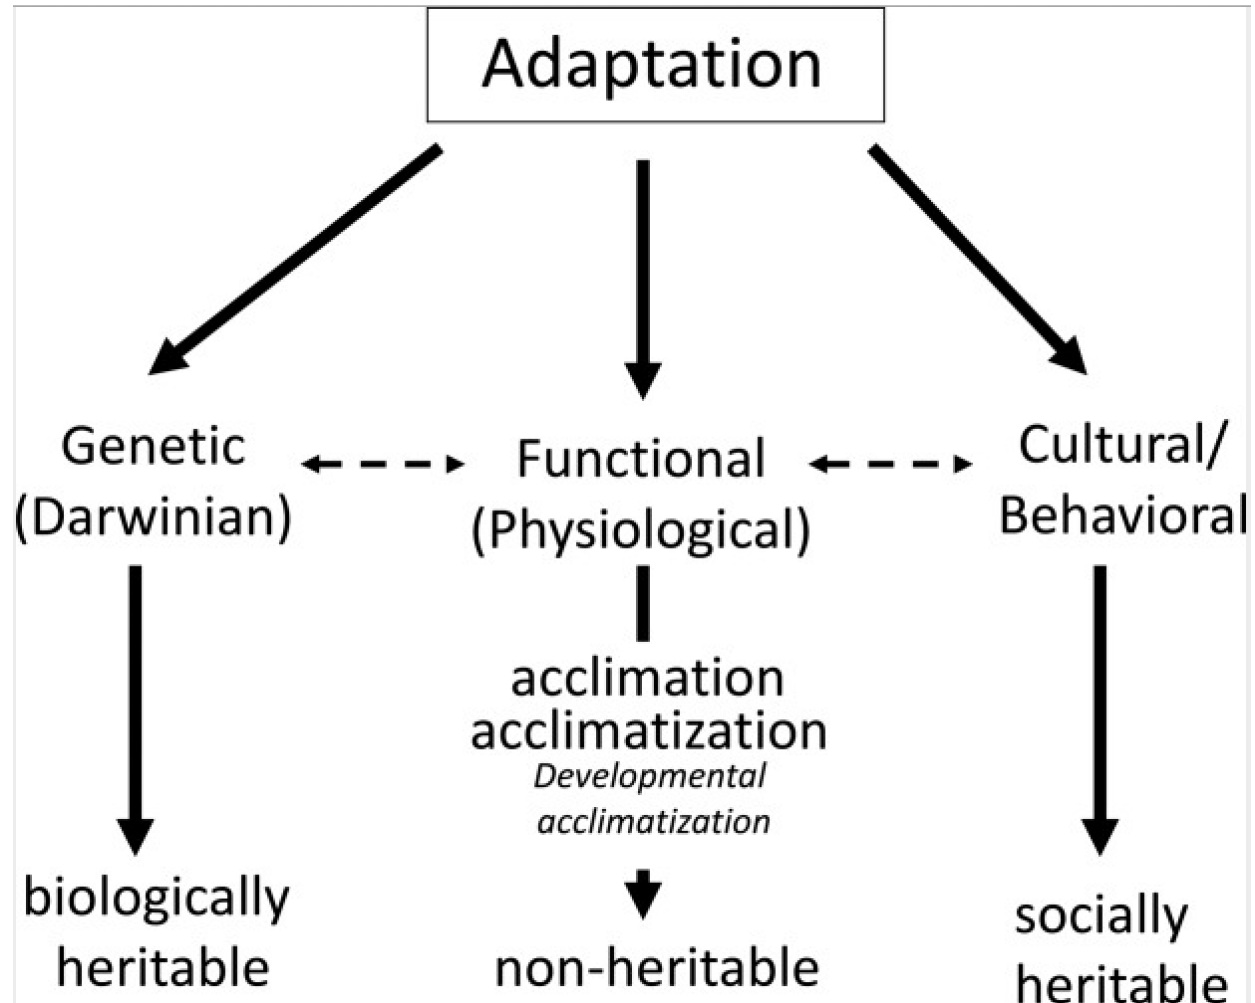 Adaptation
Genetic
(Darwinian)
Functional
(Physiological)
Cultural/
Behavioral
acclimation
acclimatization
Developmental
acclimatization
biologically
heritable
non-heritable
socially
heritable